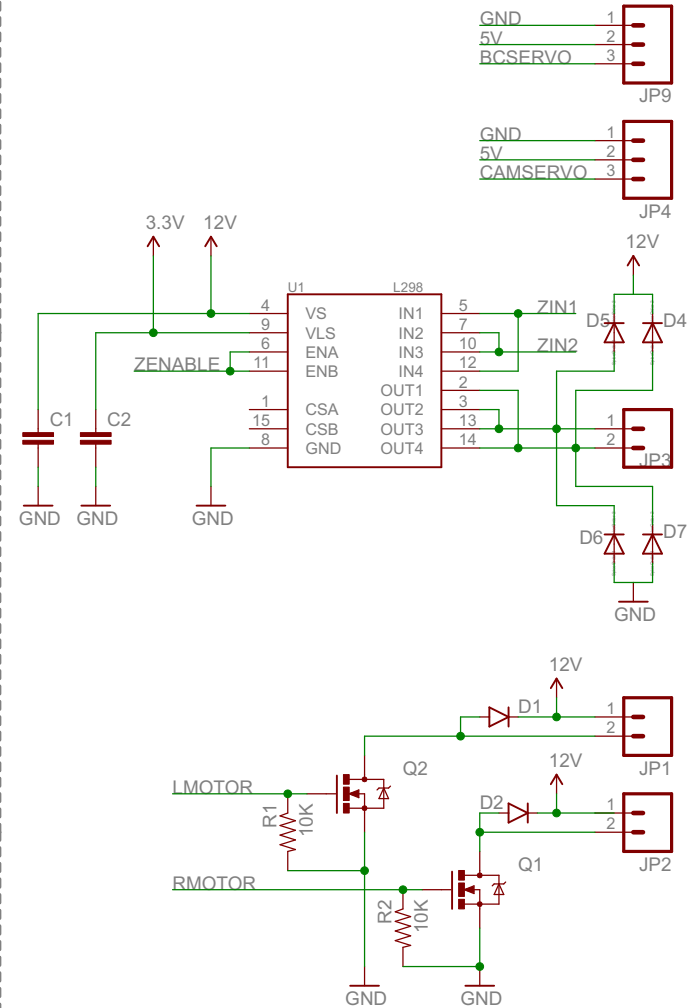 GND 1
5V 2
BCSERVO 3
JP9
GND 1
5V 2
CAMSERVO 3
JP4
3.3V 12V
12V
U1 L298
4 VS IN1 5 ZIN1
D5 D4
9 VLS IN2 7
6 ENA IN3 10 ZIN2
ZENABLE 11 ENB IN4 12
OUT1 2
1 CSA OUT2 3
C1 C2
15 CSB OUT3 13 1
8 GND OUT4 14 2
JP3
GND GND GND
D6 D7
GND
12V
D1 1
2
JP1
Q2
12V
LMOTOR
R1 10K
D2 1
2
JP2
Q1
RMOTOR
R2 10K
GND GND